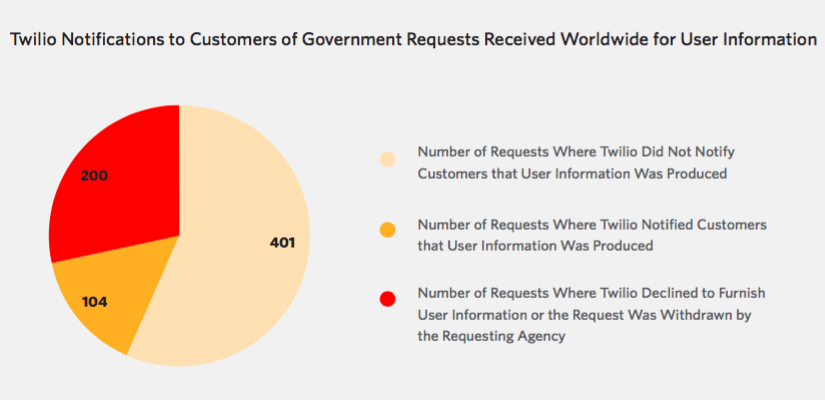 Twilio Notifications to Customers of Government Requests Received Worldwide for User Information
200
401
104
Number of Requests Where Twilio Did Not Notify
Customers that User Information Was Produced
Number of Requests Where Twilio Notified Customers
that User Information Was Produced
Number of Requests Where Twilio Declined to Furnish
User Information or the Request Was Withdrawn by
the Requesting Agency